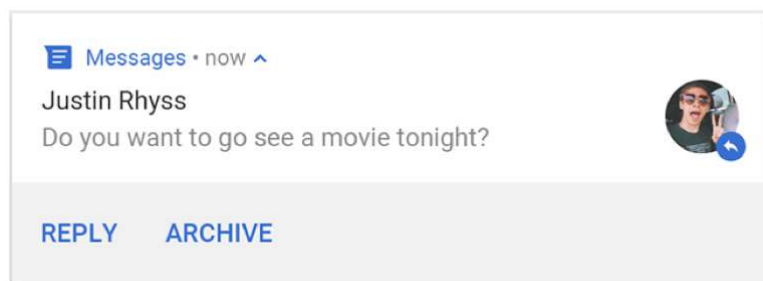 Messages • now
Justin Rhyss
Do you want to go see a movie tonight?
REPLY ARCHIVE